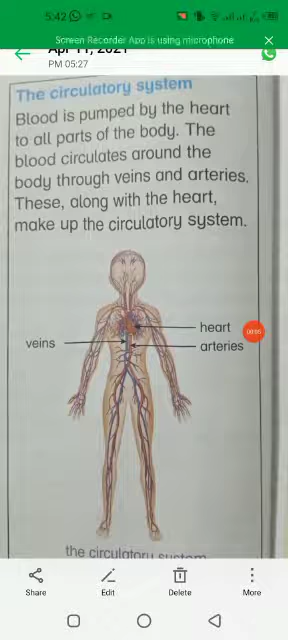 5:42
Screen Recorder App is using microphone
Apr 11, 2021
PM 05:27
The circulatory system
Blood is pumped by the heart
to all parts of the body. The
blood circulates around the
body through veins and arteries.
These, along with the heart,
make up the circulatory system.
heart
veins
arteries
the circulatory system
Share Edit Delete More